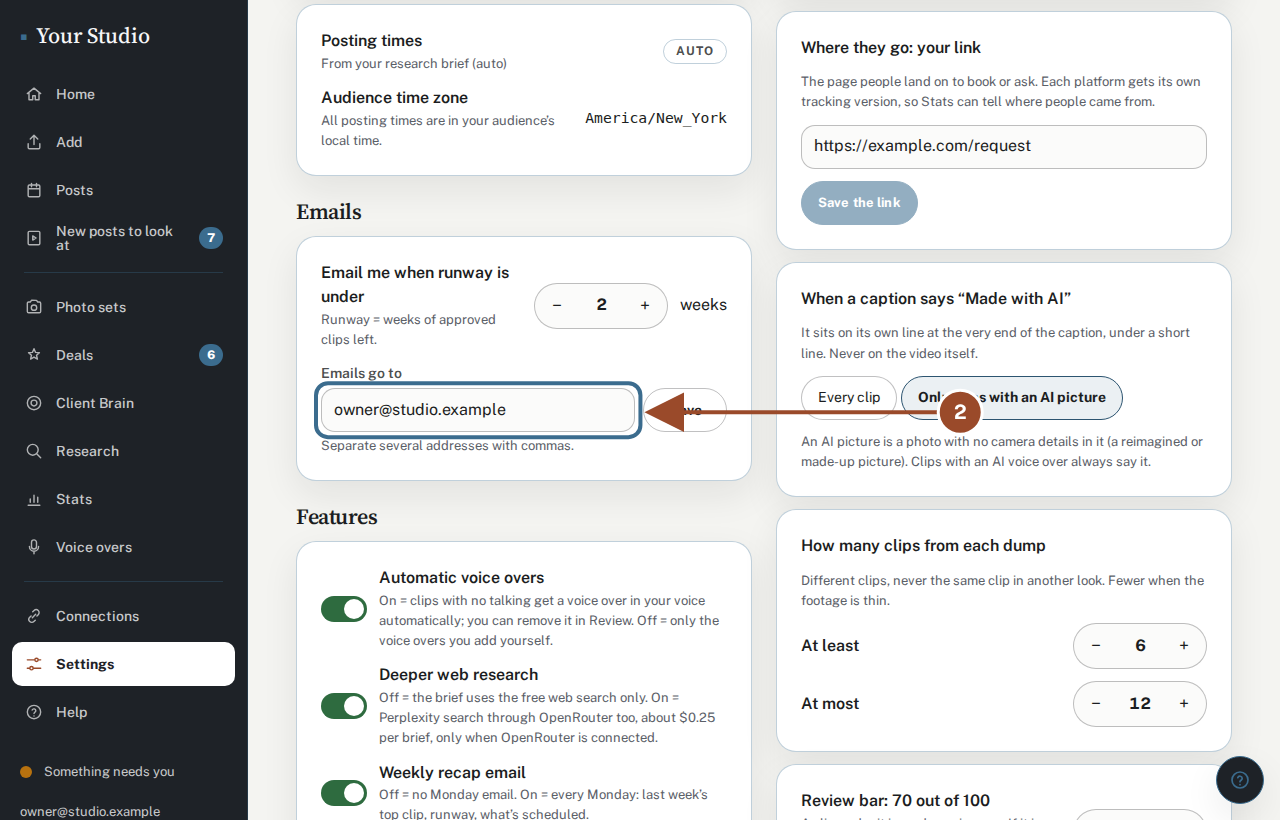 Your Studio
Home
Add
Posts
New posts to look
at
7
Photo sets
Deals
6
Client Brain
Research
Stats
Voice overs
Connections
Settings
Help
Something needs you
owner@studio.example
Posting times
From your research brief (auto)
AUTO
Audience time zone
All posting times are in your audience's
local time.
America/New_York
Emails
Email me when runway is
under
Runway = weeks of approved
clips left.
− 2 + weeks
Emails go to
owner@studio.example
Separate several addresses with commas.
Features
Automatic voice overs
On = clips with no talking get a voice over in your voice
automatically; you can remove it in Review. Off = only the
voice overs you add yourself.
Deeper web research
Off = the brief uses the free web search only. On =
Perplexity search through OpenRouter too, about $0.25
per brief, only when OpenRouter is connected.
Weekly recap email
Off = no Monday email. On = every Monday: last week's
top clip, runway, what's scheduled.
Where they go: your link
The page people land on to book or ask. Each platform gets its own
tracking version, so Stats can tell where people came from.
https://example.com/request
Save the link
When a caption says “Made with AI”
It sits on its own line at the very end of the caption, under a short
line. Never on the video itself.
Every clip
with an AI picture
2
An AI picture is a photo with no camera details in it (a reimagined or
made-up picture). Clips with an AI voice over always say it.
How many clips from each dump
Different clips, never the same clip in another look. Fewer when the
footage is thin.
At least
− 6 +
At most
− 12 +
Review bar: 70 out of 100